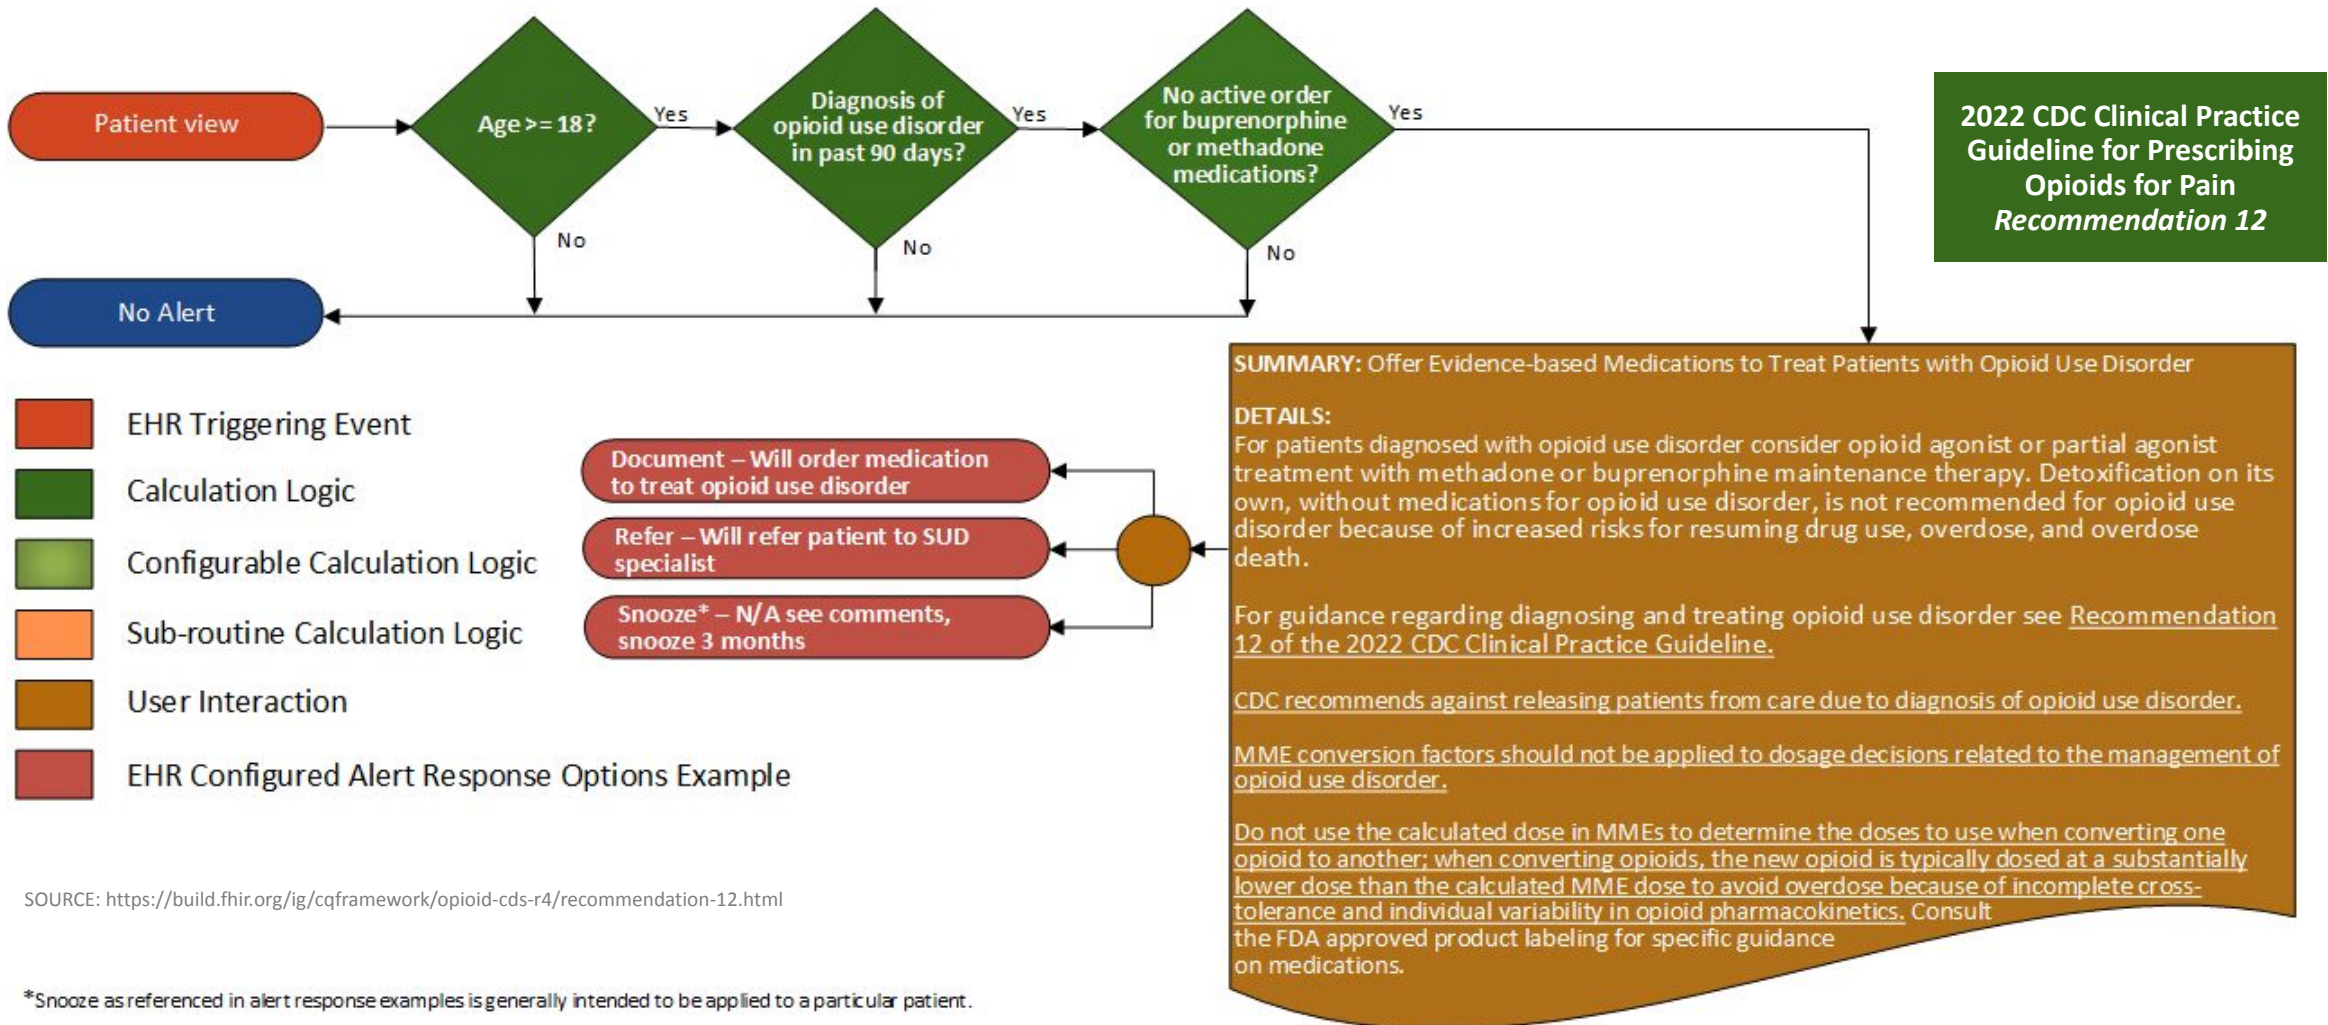 Patient view
Age >= 18?
Yes
No
Diagnosis of
opioid use disorder
in past 90 days?
Yes
No
No active order
for buprenorphine
or methadone
medications?
Yes
No
2022 CDC Clinical Practice
Guideline for Prescribing
Opioids for Pain
Recommendation 12
No Alert
EHR Triggering Event
Calculation Logic
Configurable Calculation Logic
Sub-routine Calculation Logic
User Interaction
EHR Configured Alert Response Options Example
Document – Will order medication
to treat opioid use disorder
Refer – Will refer patient to SUD
specialist
Snooze* – N/A see comments,
snooze 3 months
SUMMARY: Offer Evidence-based Medications to Treat Patients with Opioid Use Disorder
DETAILS:
For patients diagnosed with opioid use disorder consider opioid agonist or partial agonist
treatment with methadone or buprenorphine maintenance therapy. Detoxification on its
own, without medications for opioid use disorder, is not recommended for opioid use
disorder because of increased risks for resuming drug use, overdose, and overdose
death.
For guidance regarding diagnosing and treating opioid use disorder see Recommendation
12 of the 2022 CDC Clinical Practice Guideline.
CDC recommends against releasing patients from care due to diagnosis of opioid use disorder.
MME conversion factors should not be applied to dosage decisions related to the management of
opioid use disorder.
Do not use the calculated dose in MMEs to determine the doses to use when converting one
opioid to another; when converting opioids, the new opioid is typically dosed at a substantially
lower dose than the calculated MME dose to avoid overdose because of incomplete cross-
tolerance and individual variability in opioid pharmacokinetics. Consult
the FDA approved product labeling for specific guidance
on medications.
SOURCE: https://build.fhir.org/ig/cqframework/opioid-cds-r4/recommendation-12.html
*Snooze as referenced in alert response examples is generally intended to be applied to a particular patient.